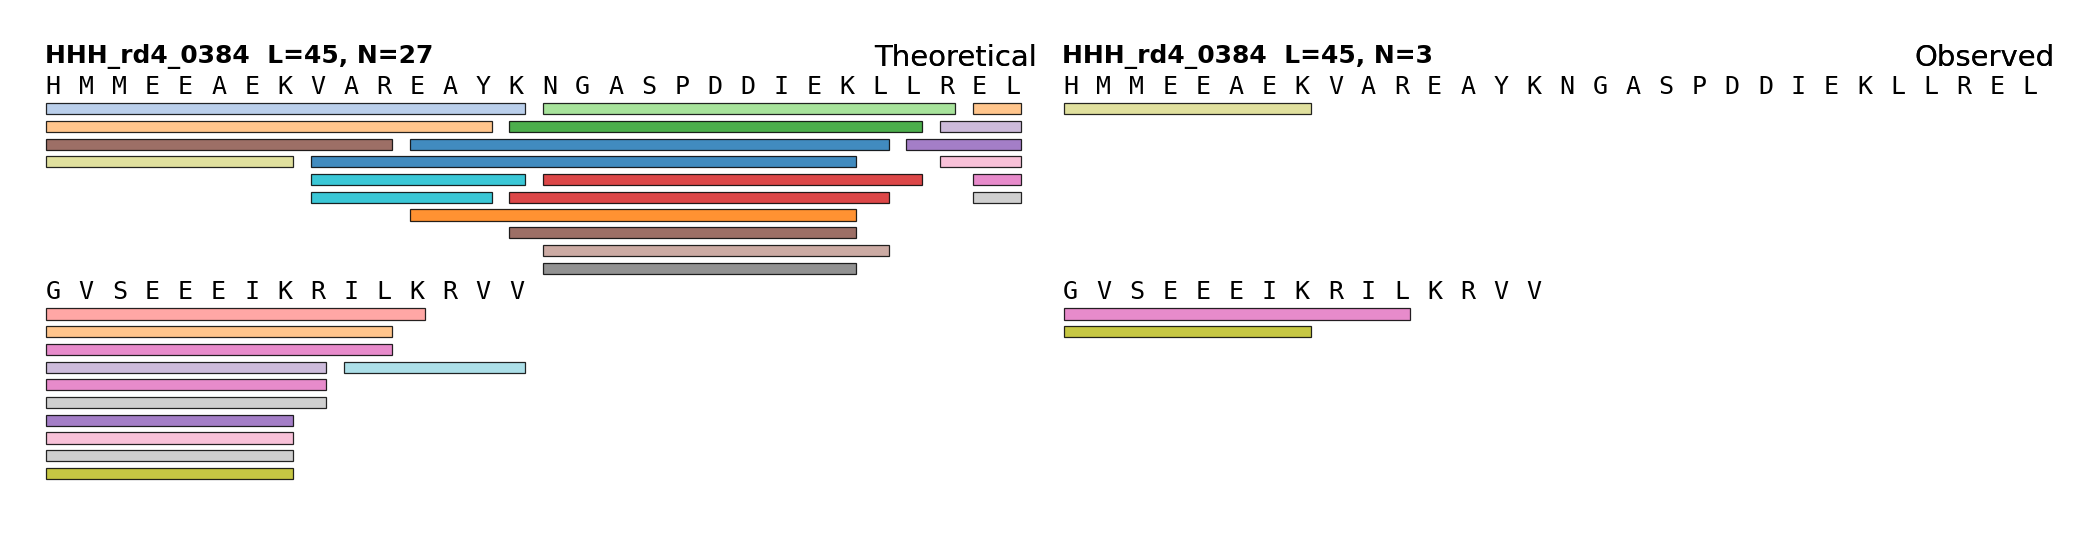 HHH_rd4_0384 L=45, N=27 Theoretical
H M M E E A E K V A R E A Y K N G A S P D D I E K L L R E L
G V S E E E I K R I L K R V V
HHH_rd4_0384 L=45, N=3 Observed
H M M E E A E K V A R E A Y K N G A S P D D I E K L L R E L
G V S E E E I K R I L K R V V